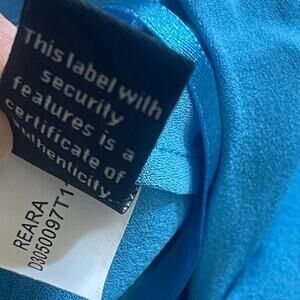 This label with
security
features is a
certificate of
authenticity
REARA
D3050097T1